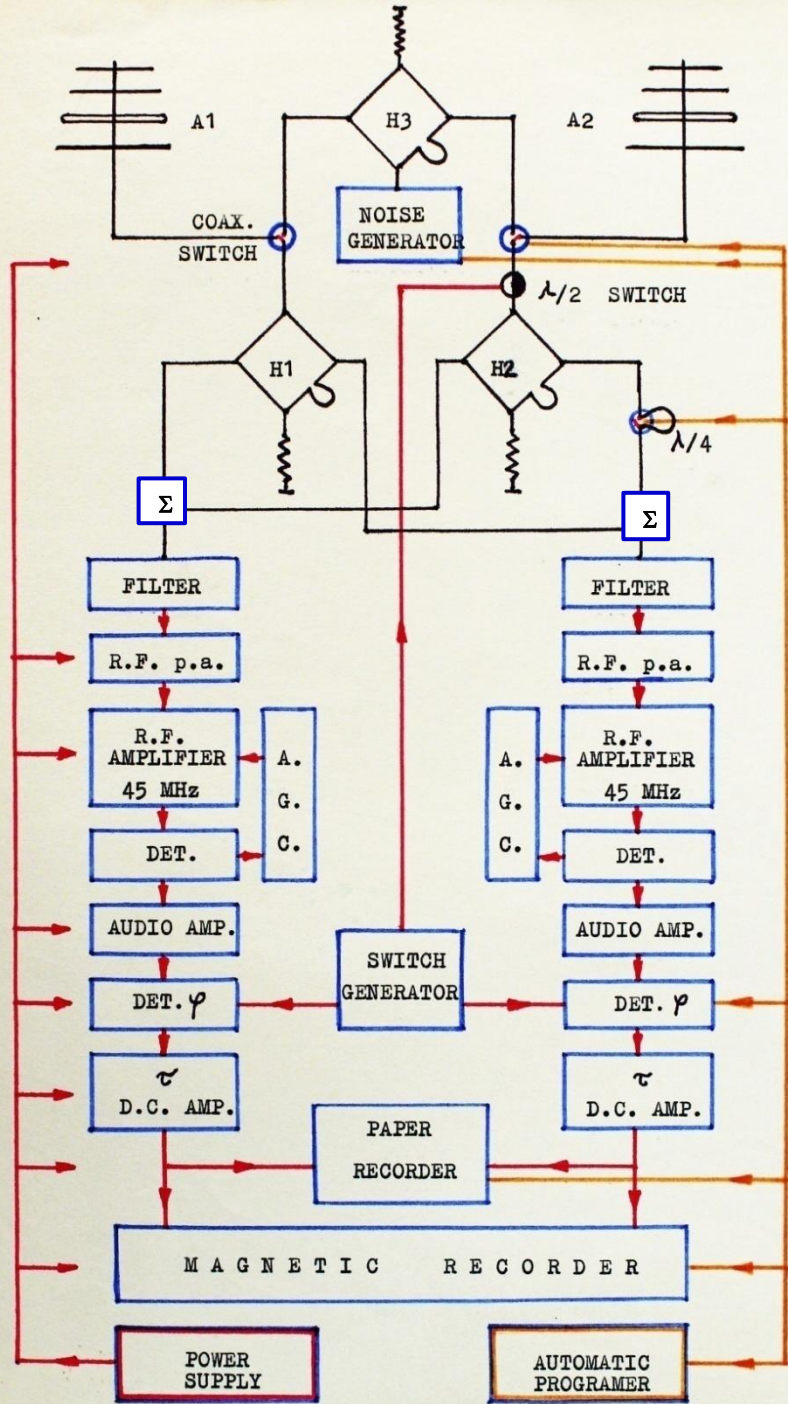 A1
H3
A2
COAX.
SWITCH
NOISE
GENERATOR
λ/2 SWITCH
H1
H2
λ/4
Σ
Σ
FILTER
FILTER
R.F. p.a.
R.F. p.a.
R.F.
AMPLIFIER
45 MHz
A.
G.
C.
A.
G.
C.
R.F.
AMPLIFIER
45 MHz
DET.
DET.
AUDIO AMP.
SWITCH
GENERATOR
AUDIO AMP.
DET. φ
DET. φ
τ
D.C. AMP.
τ
D.C. AMP.
PAPER
RECORDER
MAGNETIC RECORDER
POWER
SUPPLY
AUTOMATIC
PROGRAMER